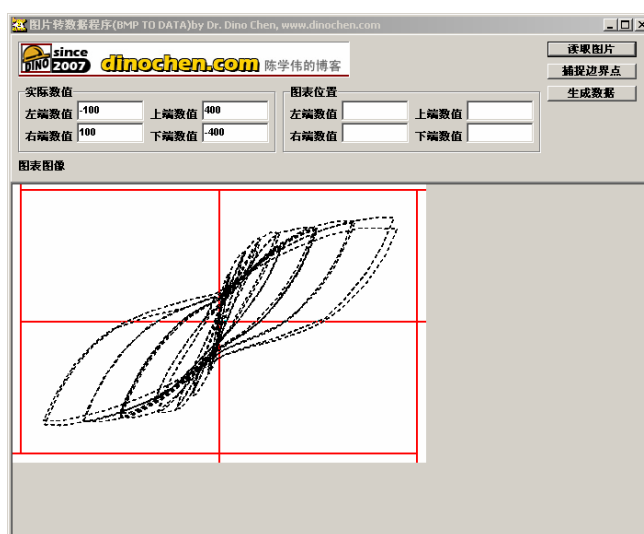 图片转数据程序(BMP TO DATA)by Dr. Dino Chen, www.dinochen.com
since
DINO 2007 dinochen.com 陈学伟的博客
读取图片
捕捉边界点
生成数据
实际数值
左端数值 -100 上端数值 400
右端数值 100 下端数值 -400
图表位置
左端数值 上端数值
右端数值 下端数值
图表图像